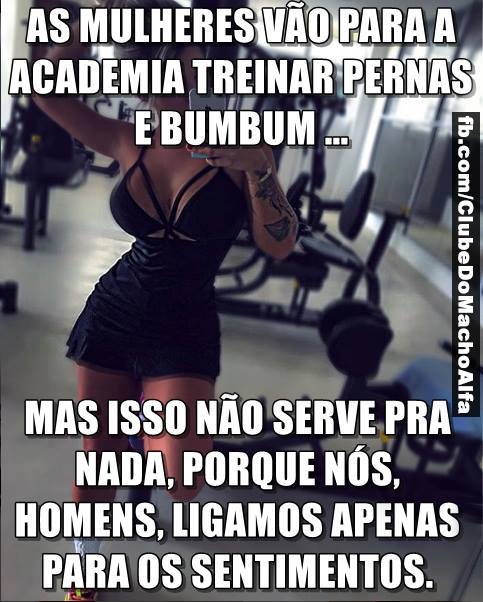 AS MULHERES VÃO PARA A
ACADEMIA TREINAR PERNAS
E BUMBUM ...
fb.com/ClubeDoMachoAlfa
MAS ISSO NÃO SERVE PRA
NADA, PORQUE NÓS,
HOMENS, LIGAMOS APENAS
PARA OS SENTIMENTOS.